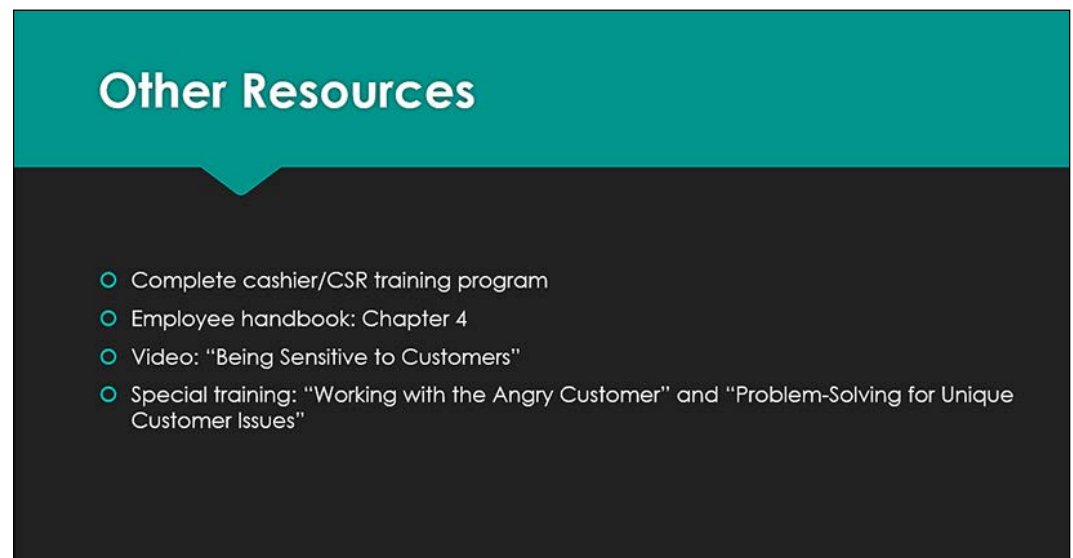 Other Resources
Complete cashier/CSR training program
Employee handbook: Chapter 4
Video: “Being Sensitive to Customers”
Special training: “Working with the Angry Customer” and “Problem-Solving for Unique
Customer Issues”